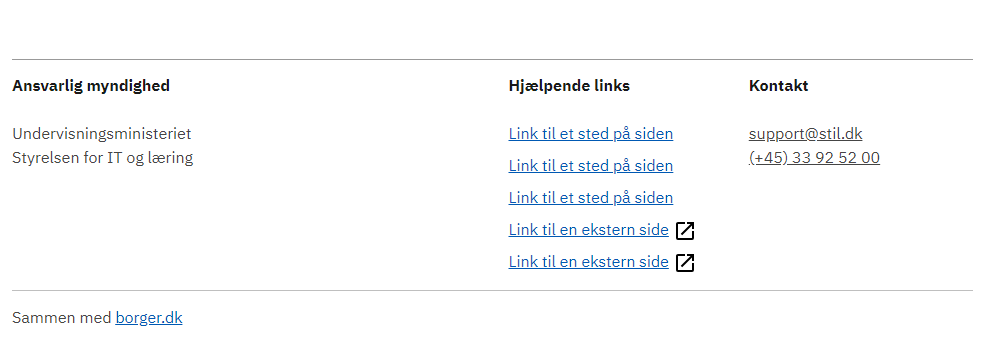 Ansvarlig myndighed
Undervisningsministeriet
Styrelsen for IT og læring
Hjælpende links
Link til et sted på siden
Link til et sted på siden
Link til et sted på siden
Link til en ekstern side
Link til en ekstern side
Kontakt
support@stil.dk
(+45) 33 92 52 00
Sammen med borger.dk